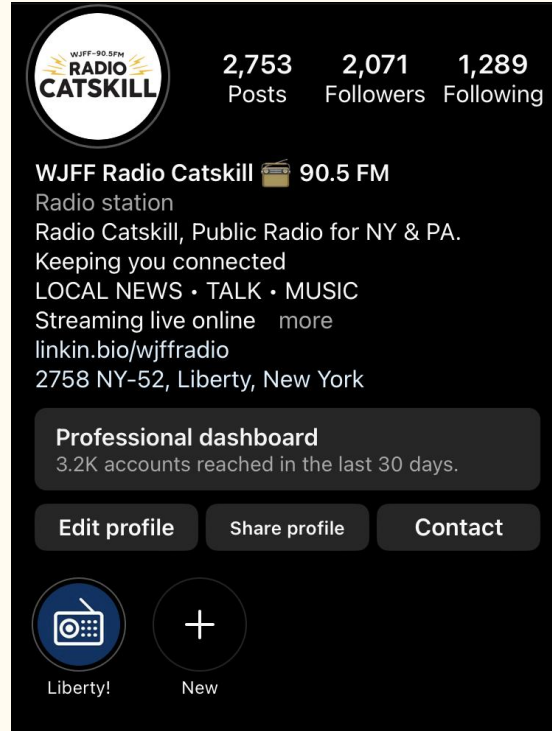 WJFF-90.5FM
RADIO
CATSKILL
2,753 2,071 1,289
Posts Followers Following
WJFF Radio Catskill 📻 90.5 FM
Radio station
Radio Catskill, Public Radio for NY & PA.
Keeping you connected
LOCAL NEWS • TALK • MUSIC
Streaming live online more
linkin.bio/wjffradio
2758 NY-52, Liberty, New York
Professional dashboard
3.2K accounts reached in the last 30 days.
Edit profile Share profile Contact
Liberty! New